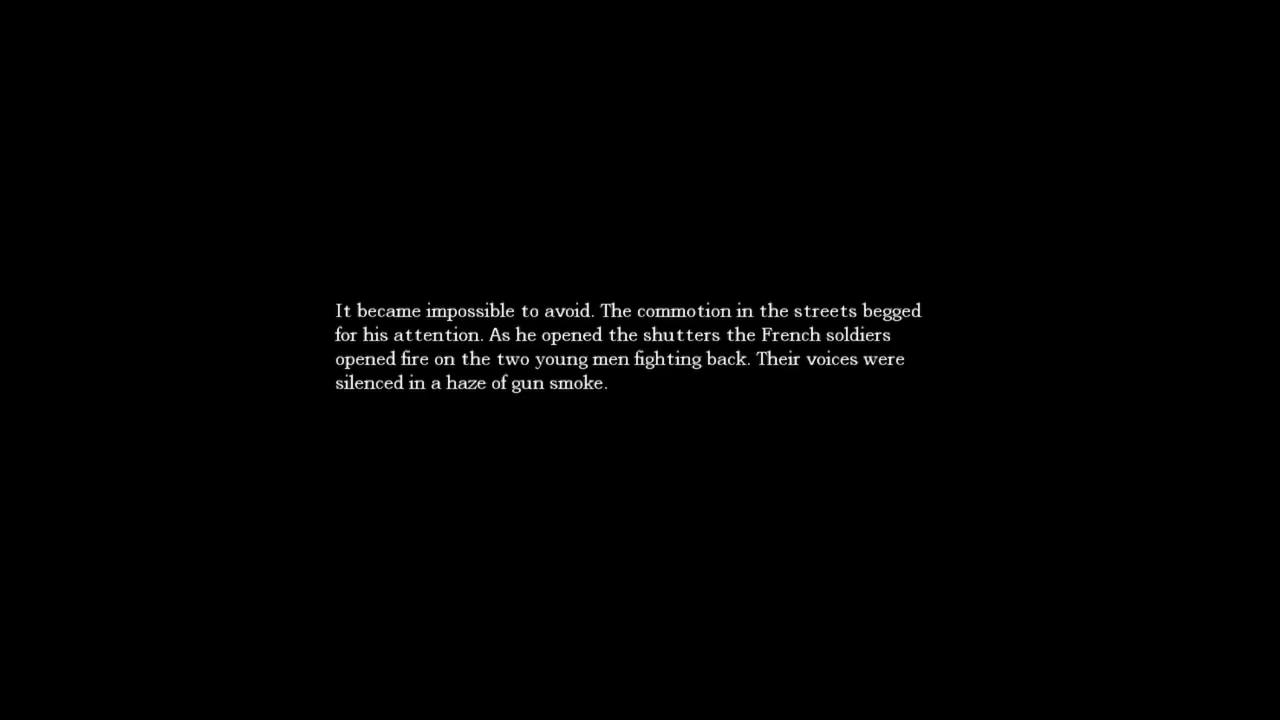 It became impossible to avoid. The commotion in the streets begged
for his attention. As he opened the shutters the French soldiers
opened fire on the two young men fighting back. Their voices were
silenced in a haze of gun smoke.